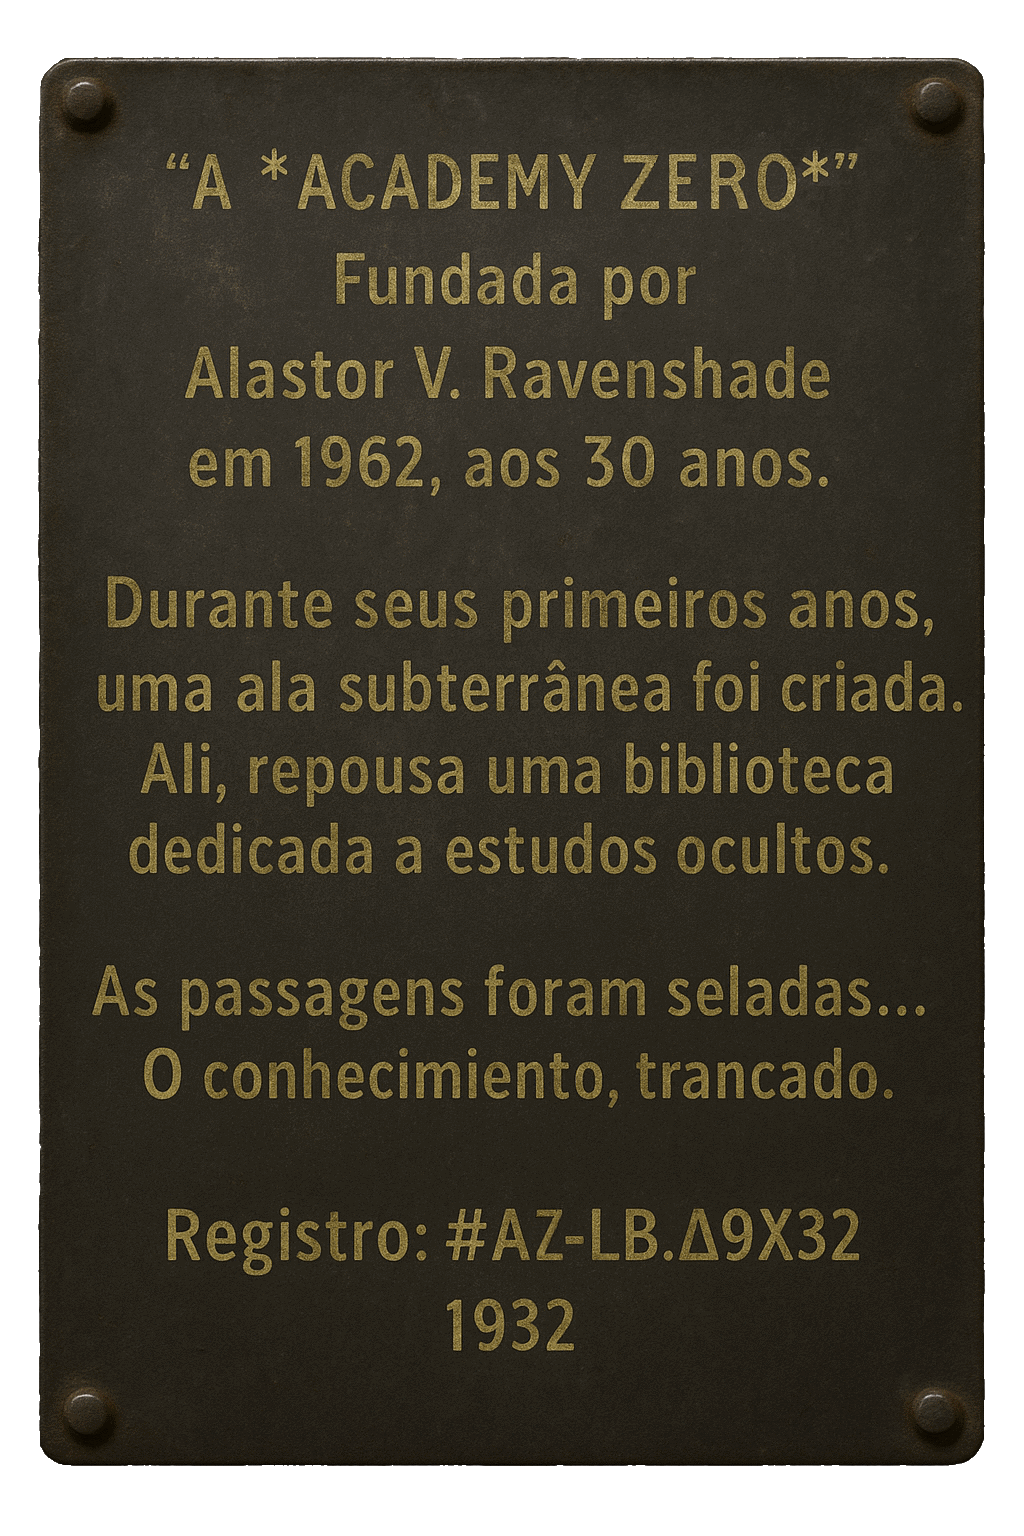 “A *ACADEMY ZERO*”
Fundada por
Alastor V. Ravenshade
em 1962, aos 30 anos.
Durante seus primeiros anos,
uma ala subterrânea foi criada.
Ali, repousa uma biblioteca
dedicada a estudos ocultos.
As passagens foram seladas...
O conhecimiento, trancado.
Registro: #AZ-LB.Δ9X32
1932